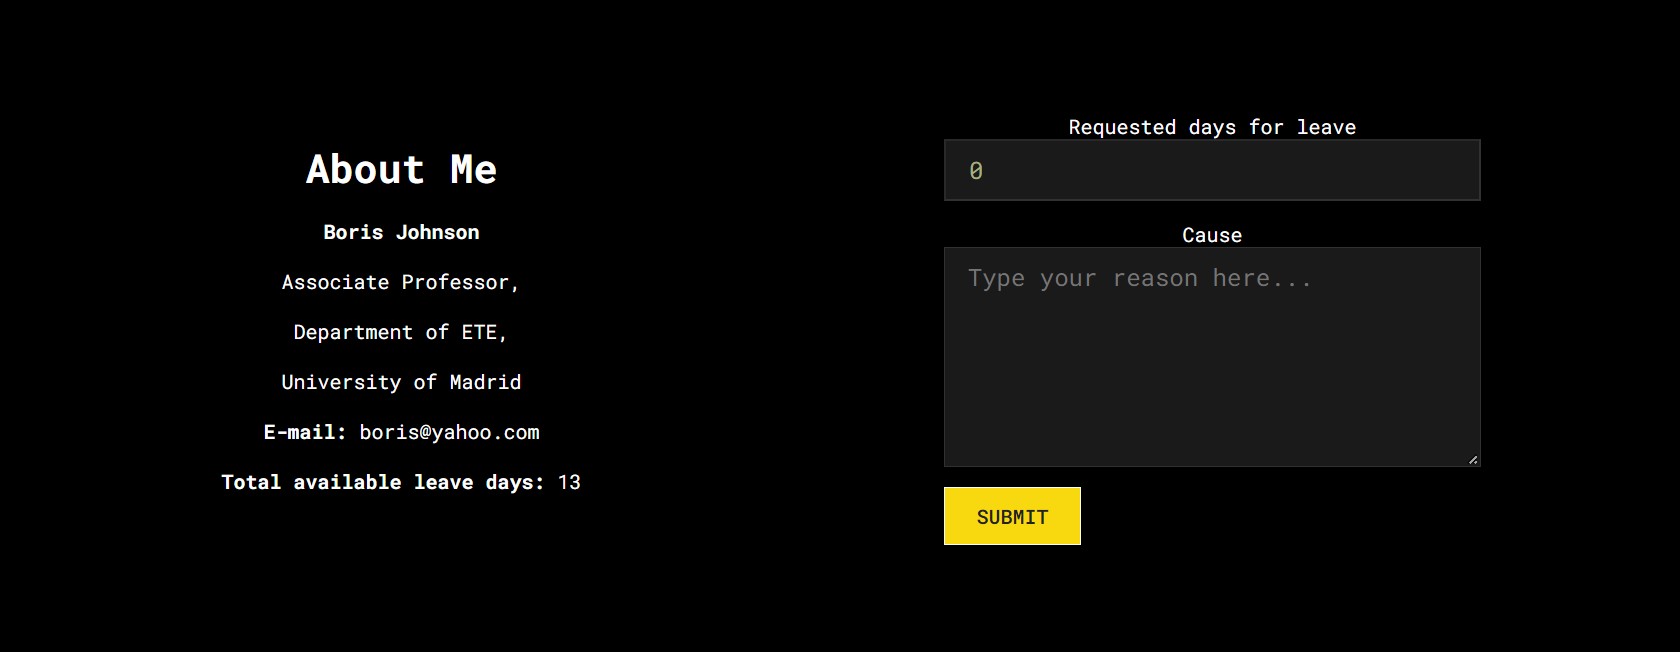 About Me
Boris Johnson
Associate Professor,
Department of ETE,
University of Madrid
E-mail: boris@yahoo.com
Total available leave days: 13
Requested days for leave
0
Cause
Type your reason here...
SUBMIT